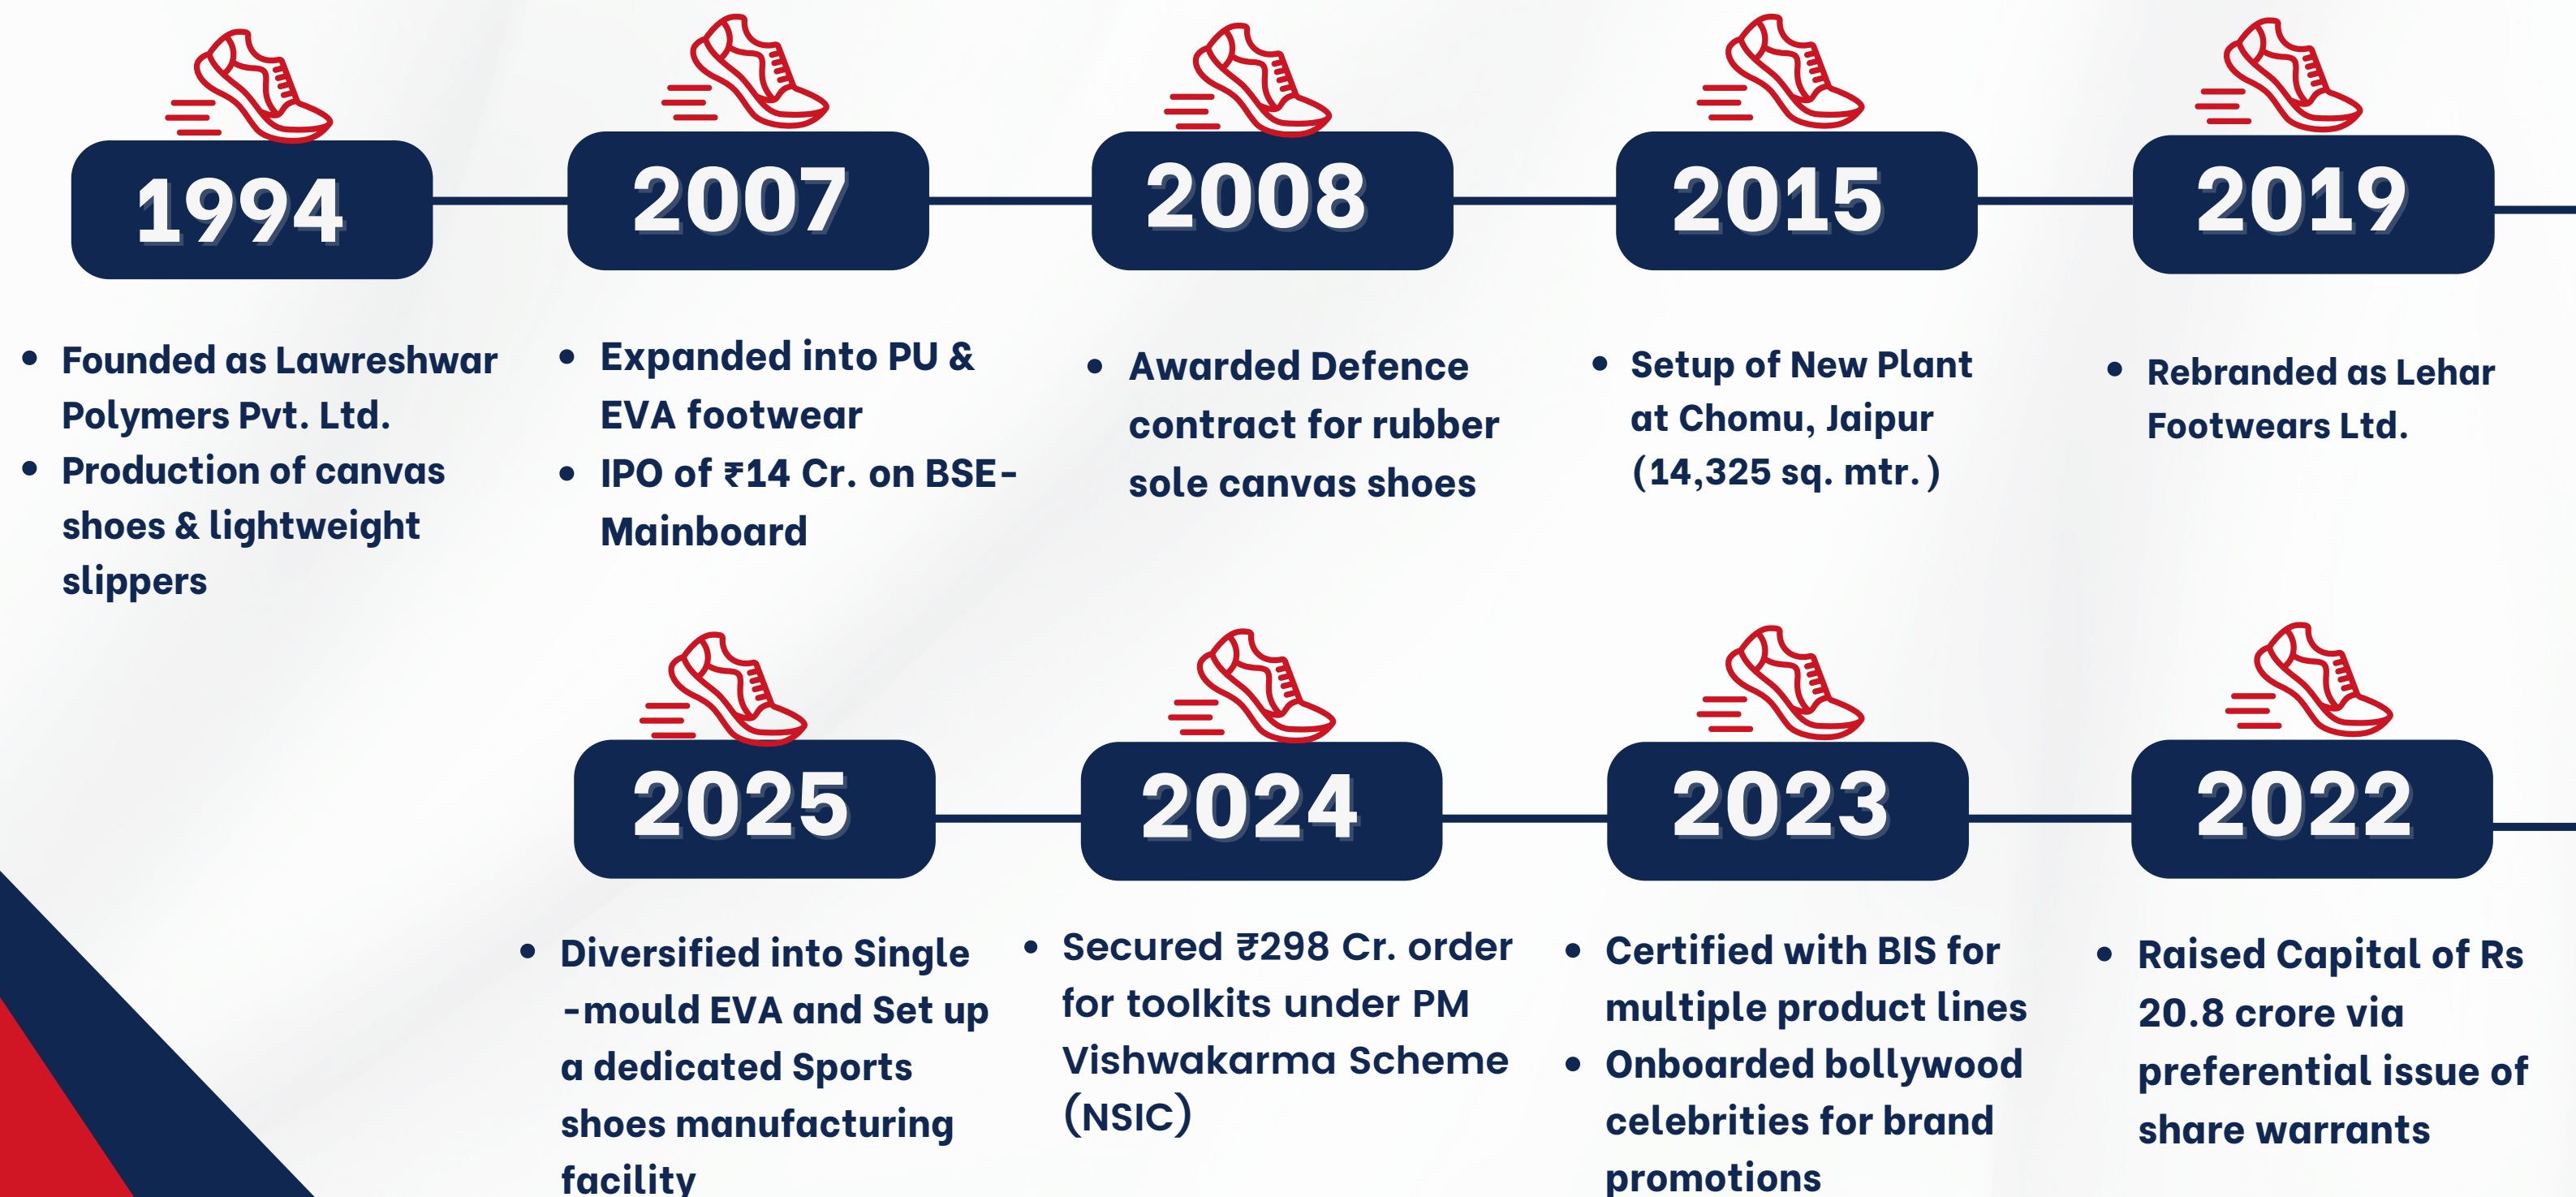 1994
• Founded as Lawreshwar
Polymers Pvt. Ltd.
• Production of canvas
shoes & lightweight
slippers
2007
• Expanded into PU &
EVA footwear
• IPO of ₹14 Cr. on BSE-
Mainboard
2008
• Awarded Defence
contract for rubber
sole canvas shoes
2015
• Setup of New Plant
at Chomu, Jaipur
(14,325 sq. mtr.)
2019
• Rebranded as Lehar
Footwears Ltd.
2022
• Raised Capital of Rs
20.8 crore via
preferential issue of
share warrants
2023
• Certified with BIS for
multiple product lines
• Onboarded bollywood
celebrities for brand
promotions
2024
• Secured ₹298 Cr. order
for toolkits under PM
Vishwakarma Scheme
(NSIC)
2025
• Diversified into Single
-mould EVA and Set up
a dedicated Sports
shoes manufacturing
facility